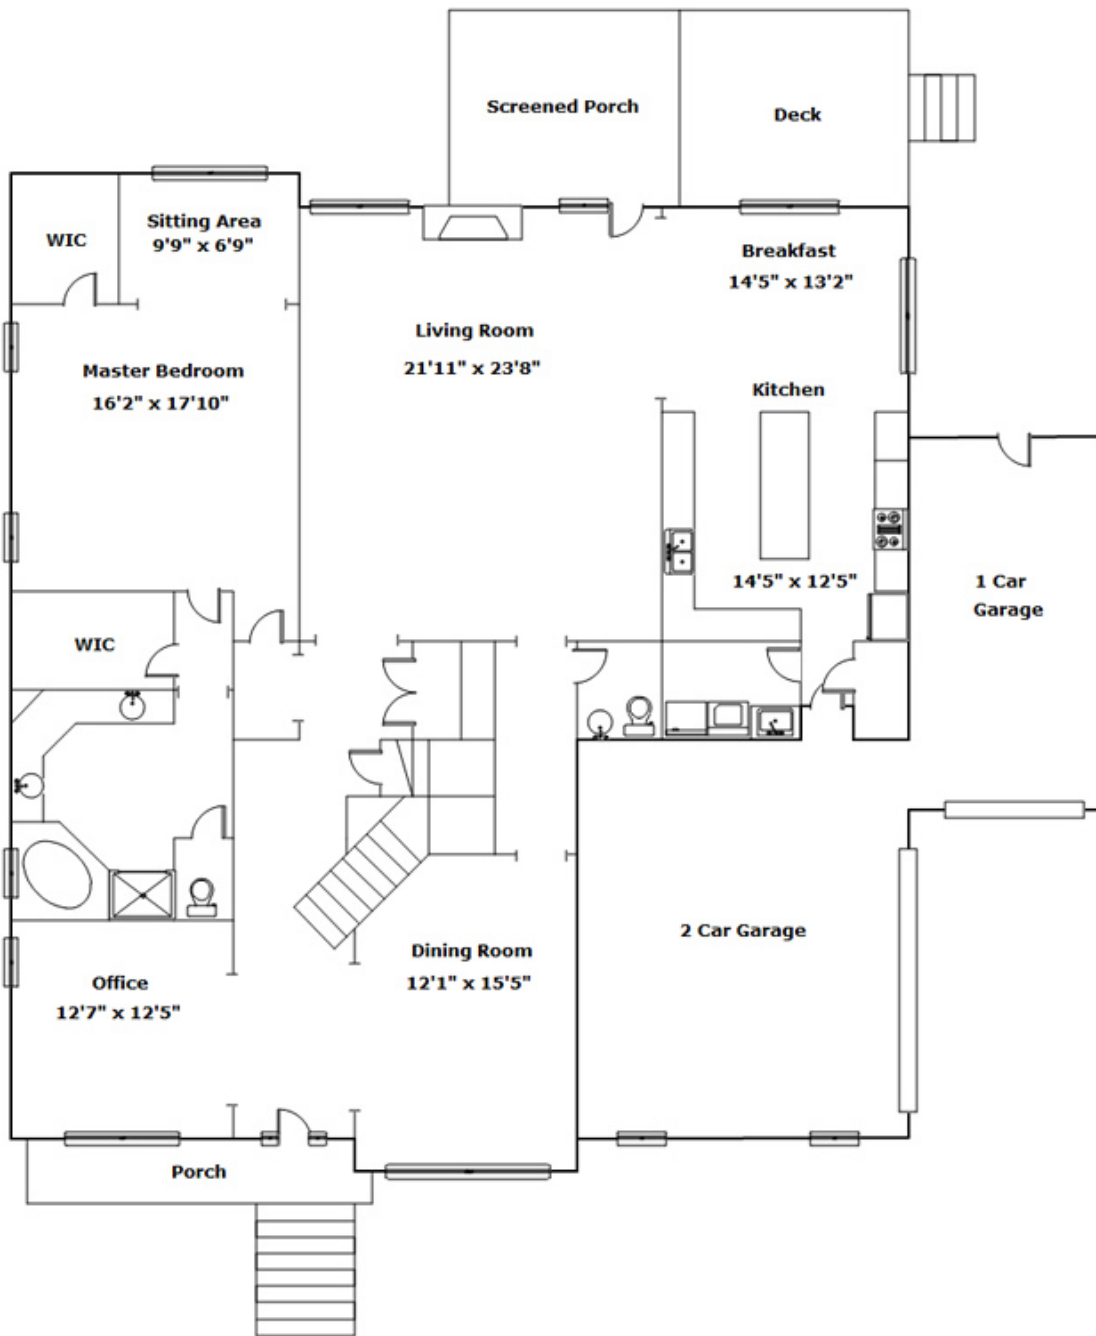 Screened Porch
Deck
WIC
Sitting Area
9'9" x 6'9"
Breakfast
14'5" x 13'2"
Living Room
21'11" x 23'8"
Master Bedroom
16'2" x 17'10"
Kitchen
14'5" x 12'5"
1 Car
Garage
WIC
2 Car Garage
Dining Room
12'1" x 15'5"
Office
12'7" x 12'5"
Porch